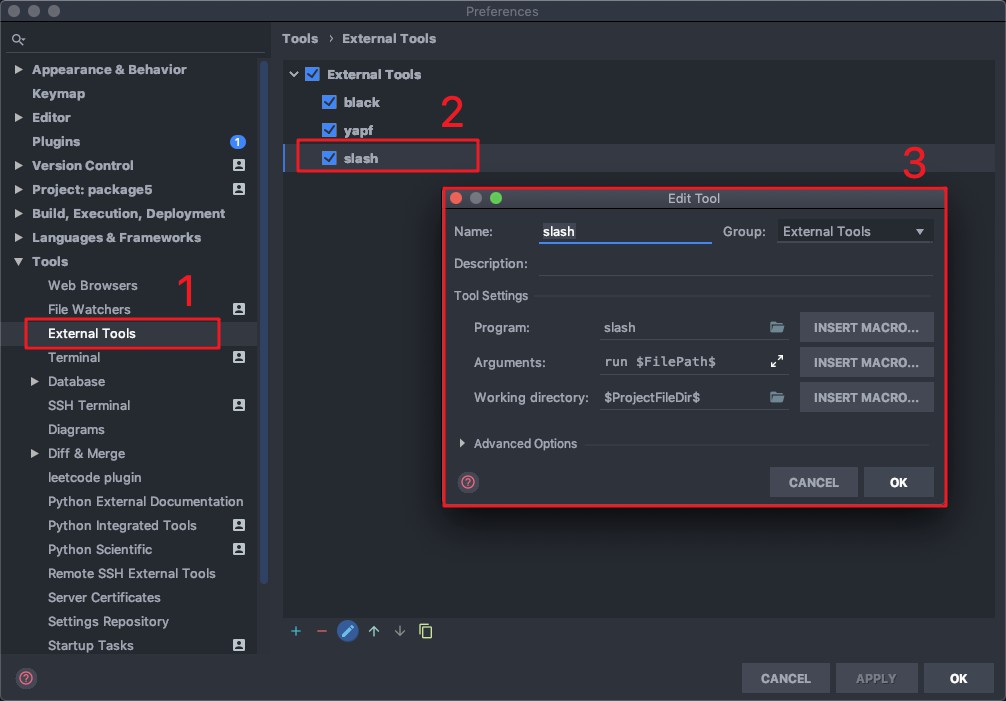 Preferences
Tools › External Tools
Appearance & Behavior
Keymap
Editor
Plugins 1
Version Control
Project: package5
Build, Execution, Deployment
Languages & Frameworks
Tools
Web Browsers
File Watchers
External Tools
Terminal
Database
SSH Terminal
Diagrams
Diff & Merge
leetcode plugin
Python External Documentation
Python Integrated Tools
Python Scientific
Remote SSH External Tools
Server Certificates
Settings Repository
Startup Tasks
1
External Tools
black
yapf
slash
2
3
Edit Tool
Name: slash Group: External Tools
Description:
Tool Settings
Program: slash INSERT MACRO...
Arguments: run $FilePath$ INSERT MACRO...
Working directory: $ProjectFileDir$ INSERT MACRO...
Advanced Options
? CANCEL OK
? CANCEL APPLY OK